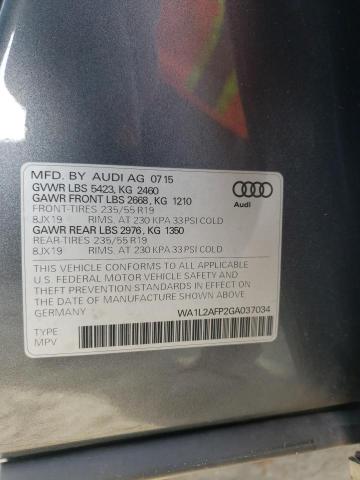 MFD. BY AUDI AG 07/15
GVWR LBS 5423, KG 2460
GAWR FRONT LBS 2668, KG 1210
FRONT-TIRES 235/55 R19
8JX19 RIMS, AT 230 KPA 33 PSI COLD
GAWR REAR LBS 2976, KG 1350
REAR-TIRES 235/55 R19
8JX19 RIMS, AT 230 KPA 33 PSI COLD
Audi
THIS VEHICLE CONFORMS TO ALL APPLICABLE
U.S. FEDERAL MOTOR VEHICLE SAFETY AND
THEFT PREVENTION STANDARDS IN EFFECT ON
THE DATE OF MANUFACTURE SHOWN ABOVE
GERMANY
WA1L2AFP2GA037034
TYPE
MPV